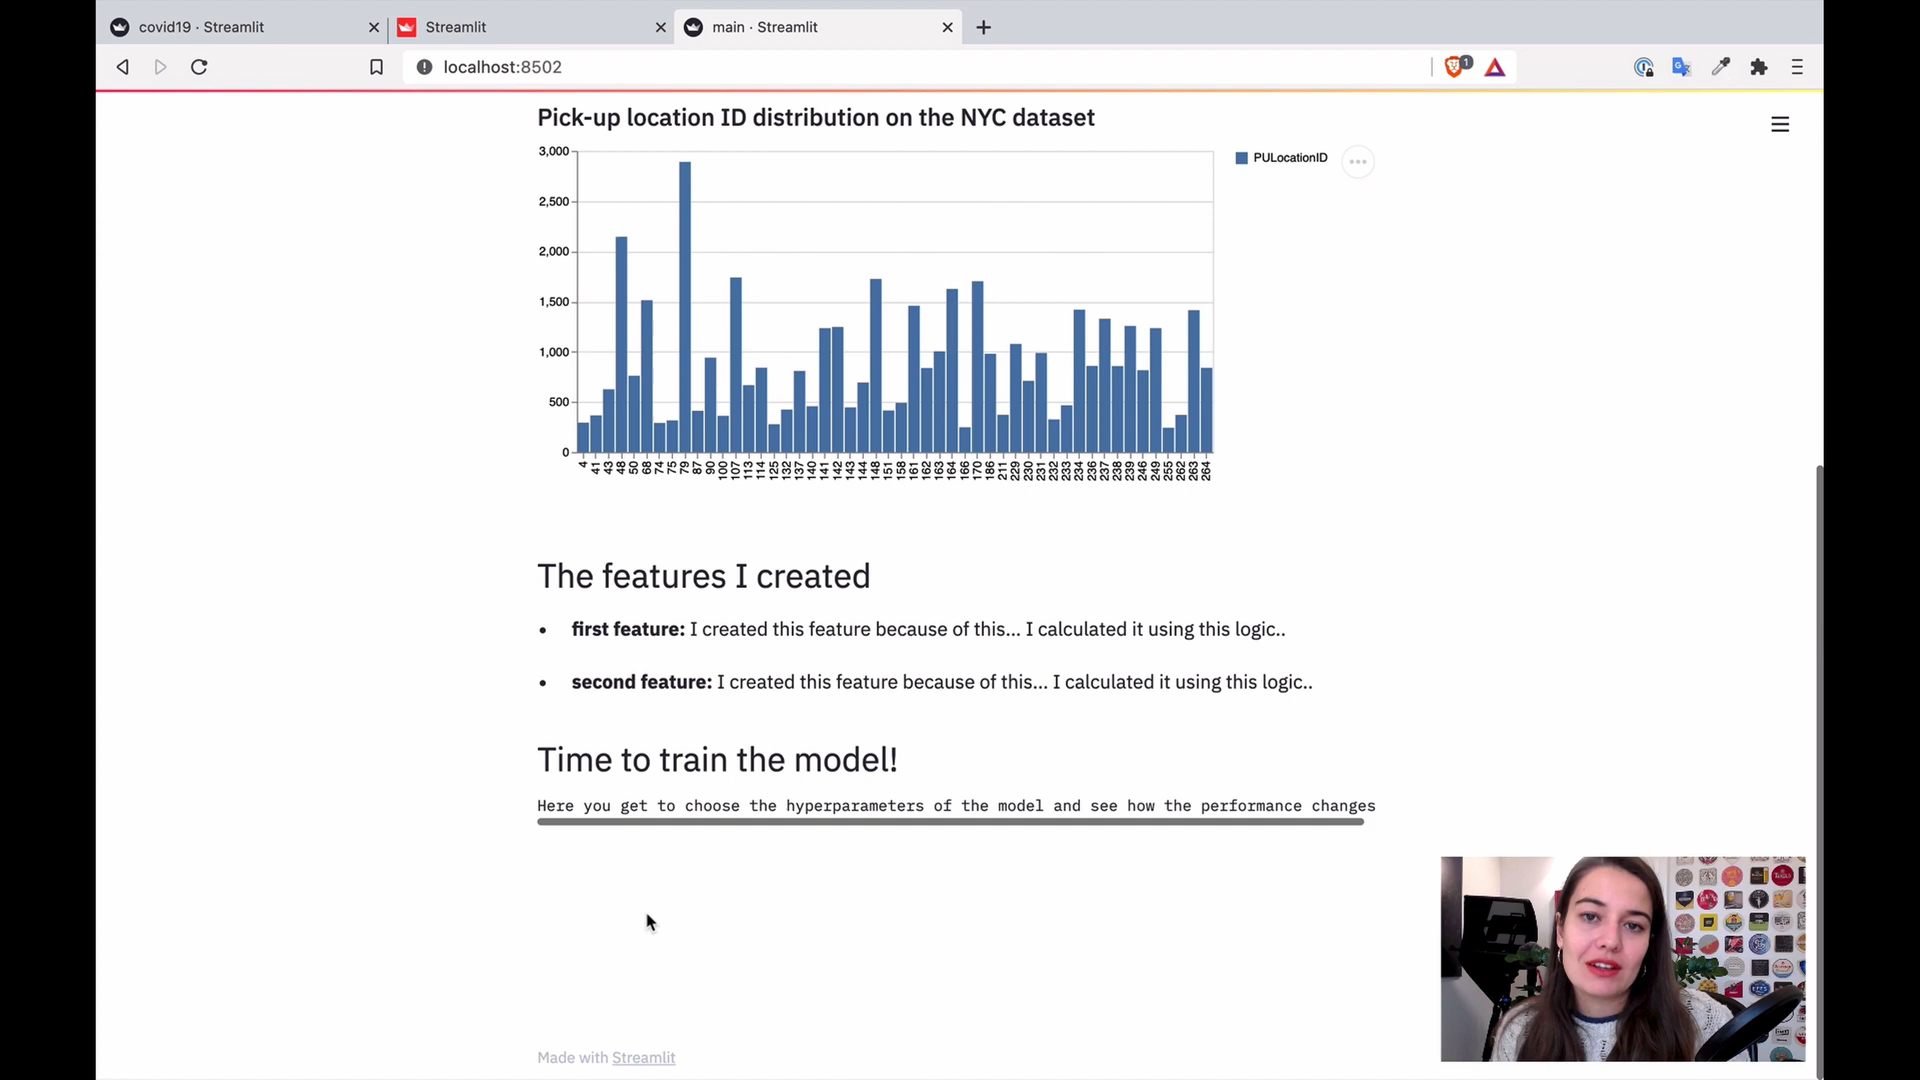 covid19 · Streamlit
Streamlit
main · Streamlit
localhost:8502
1
Pick-up location ID distribution on the NYC dataset
PULocationID
3,000
2,500
2,000
1,500
1,000
500
0
4 41 43 48 50 68 74 75 79 87 90 100 107 113 114 125 132 137 140 141 142 143 144 148 151 158 161 162 163 164 166 170 186 211 229 230 231 232 233 234 236 237 238 239 246 249 255 262 263 264
The features I created
• first feature: I created this feature because of this... I calculated it using this logic..
• second feature: I created this feature because of this... I calculated it using this logic..
Time to train the model!
Here you get to choose the hyperparameters of the model and see how the performance changes
Made with Streamlit